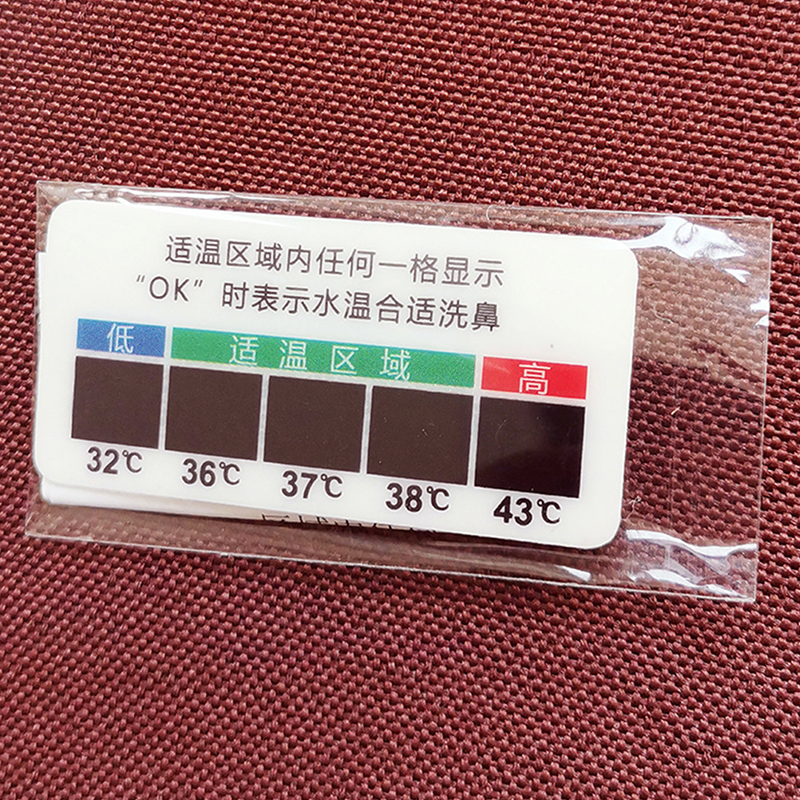 适温区域内任何一格显示
“OK”时表示水温合适洗鼻
低 适温区域 高
32℃ 36℃ 37℃ 38℃ 43℃